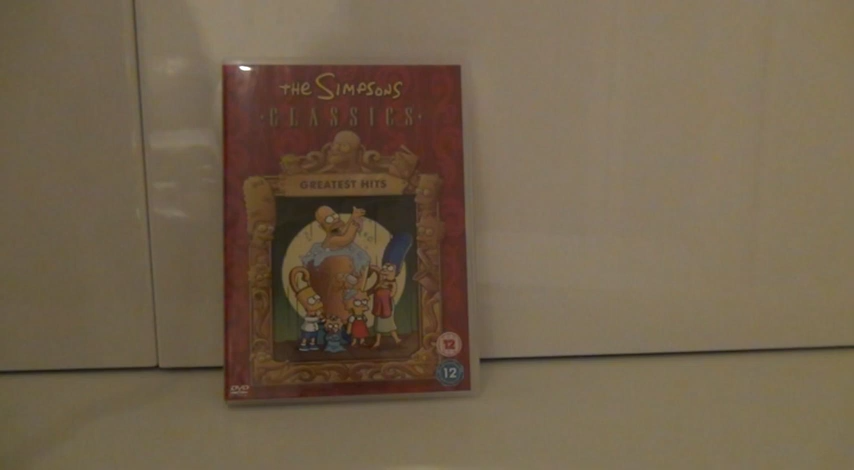 THE SIMPSONS
·CLASSICS·
GREATEST HITS
12
12
DVD